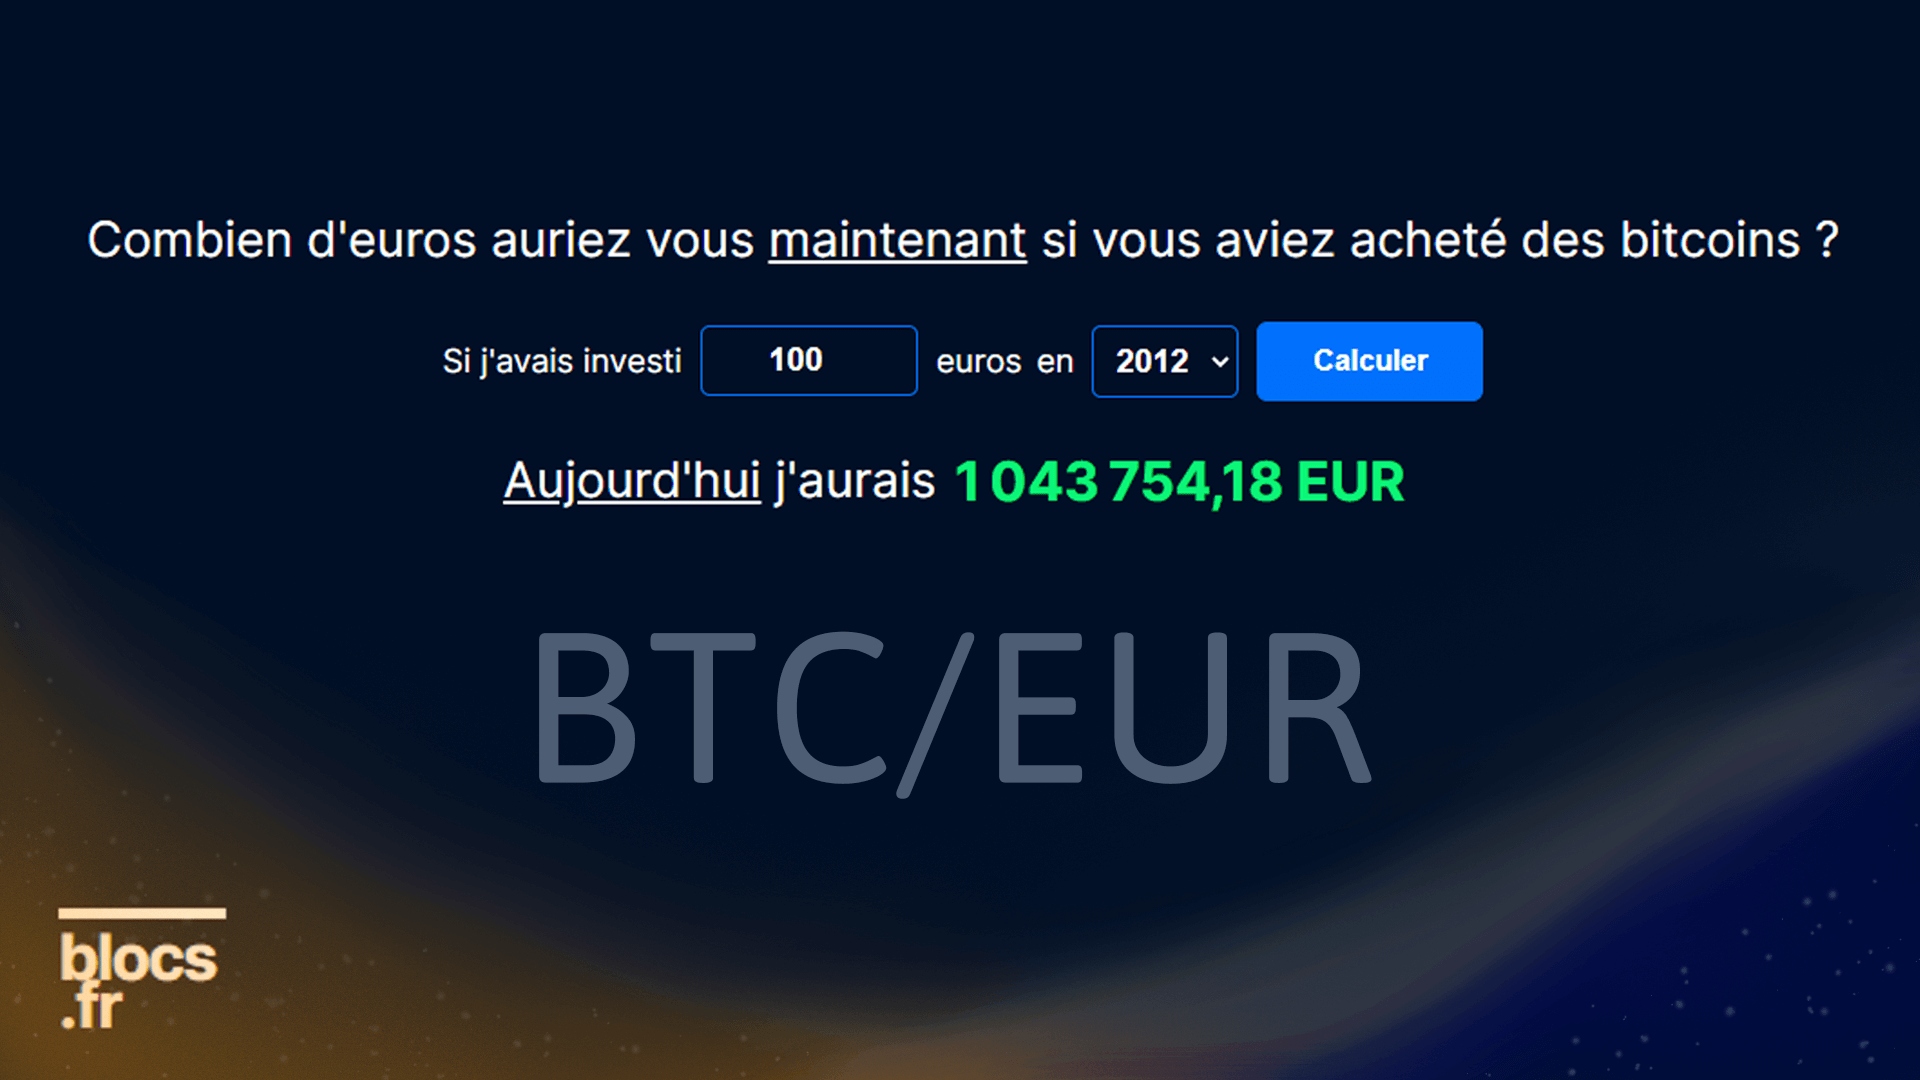 Combien d'euros auriez vous maintenant si vous aviez acheté des bitcoins ?
Si j'avais investi 100 euros en 2012 Calculer
Aujourd'hui j'aurais 1 043 754,18 EUR
BTC/EUR
blocs
.fr